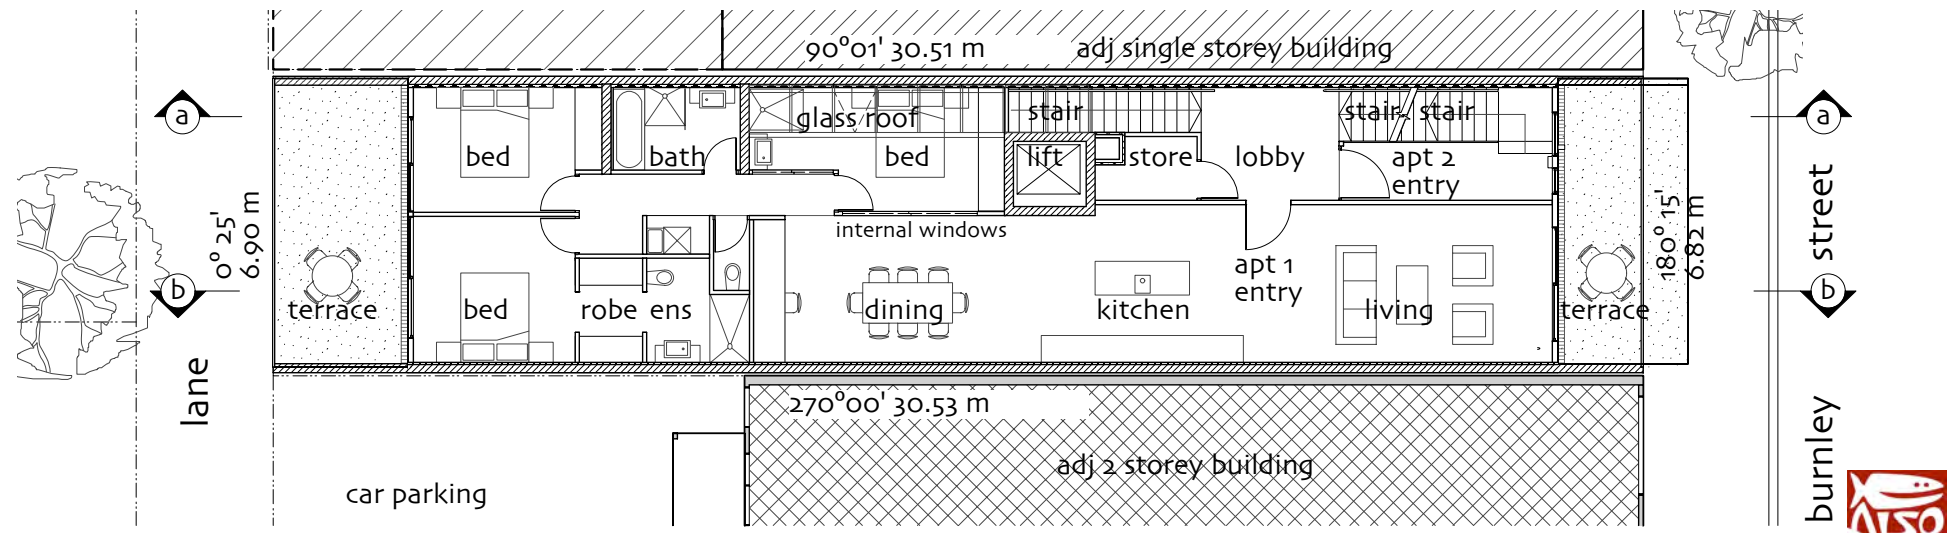 90°01' 30.51 m
adj single storey building
a
a
glass roof
stair
stair
stair
bed
bath
bed
lift
store
lobby
apt 2
entry
0° 25'
6.90 m
street
180° 15'
6.82 m
internal windows
b
b
apt 1
entry
terrace
bed
robe
ens
dining
kitchen
living
terrace
lane
270°00' 30.53 m
burnley
adj 2 storey building
car parking
ALSO